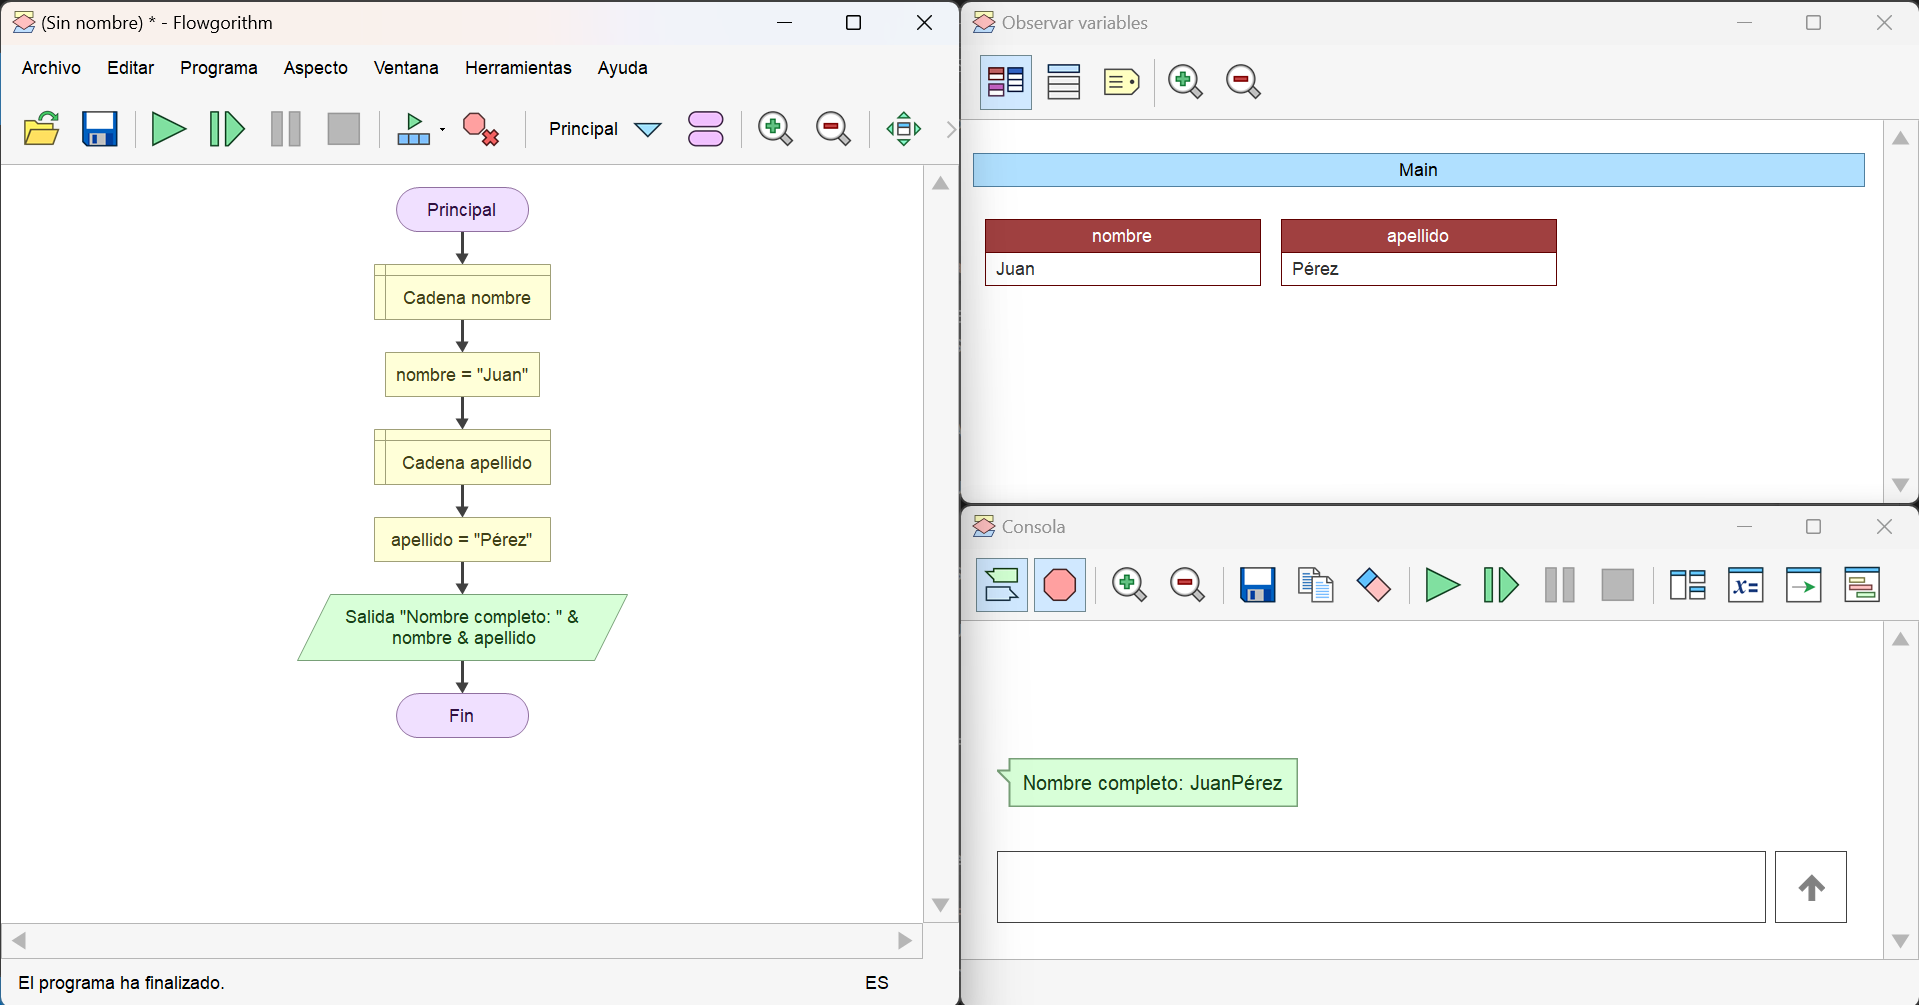 (Sin nombre) * - Flowgorithm
Archivo Editar Programa Aspecto Ventana Herramientas Ayuda
Principal
Principal
Cadena nombre
nombre = "Juan"
Cadena apellido
apellido = "Pérez"
Salida "Nombre completo: " &
nombre & apellido
Fin
El programa ha finalizado.
ES
Observar variables
Main
nombre apellido
Juan Pérez
Consola
x=
Nombre completo: JuanPérez